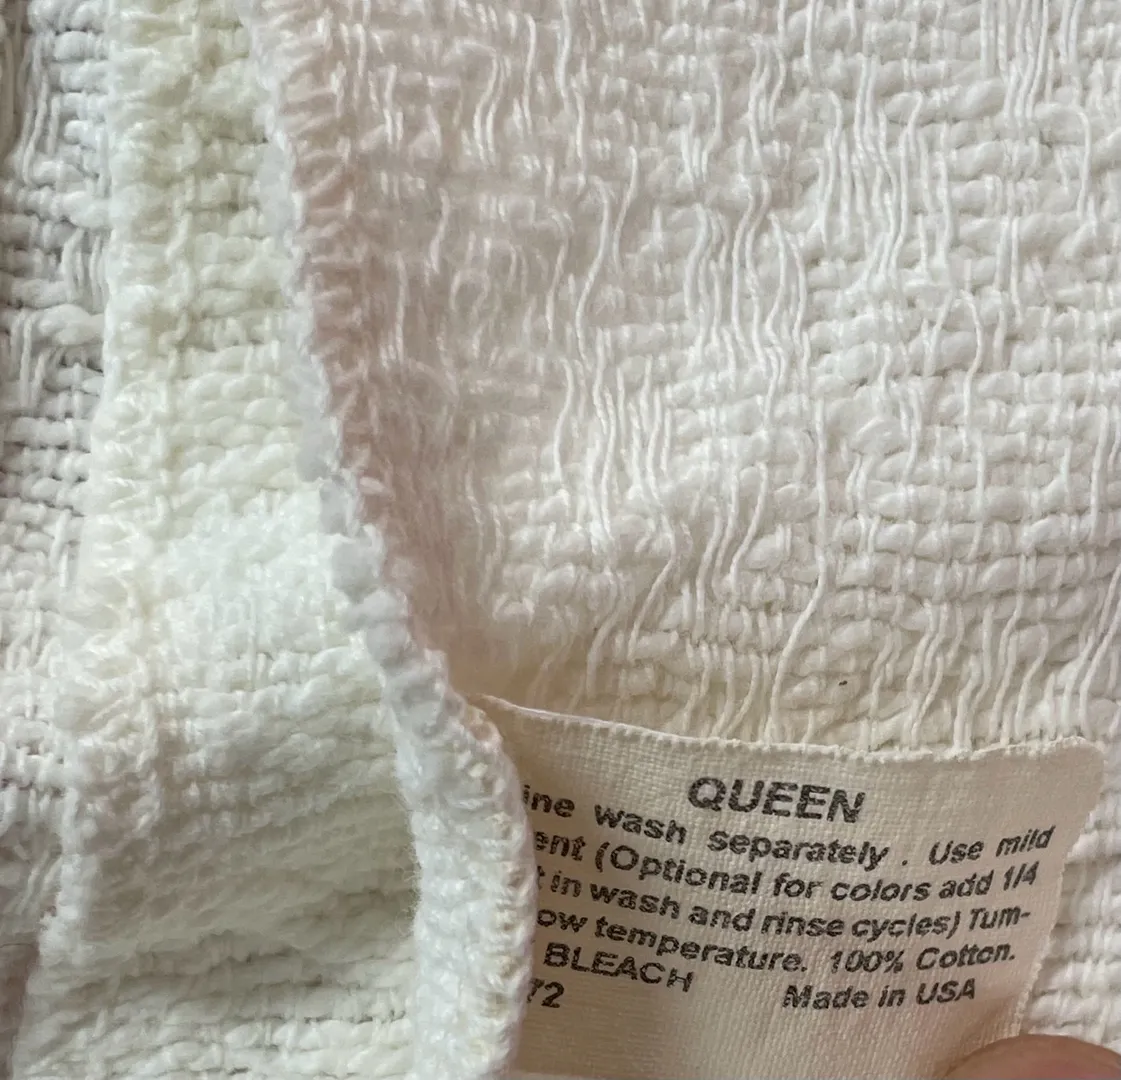 QUEEN
ine wash separately . Use mild
ent (Optional for colors add 1/4
t in wash and rinse cycles) Tum-
ow temperature. 100% Cotton.
BLEACH
72 Made in USA